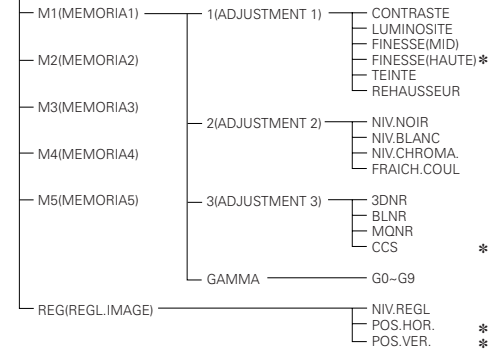 M1(MEMORIA1) 1(ADJUSTMENT 1) CONTRASTE
LUMINOSITE
FINESSE(MID)
M2(MEMORIA2) FINESSE(HAUTE)*
TEINTE
REHAUSSEUR
M3(MEMORIA3)
2(ADJUSTMENT 2) NIV.NOIR
NIV.BLANC
M4(MEMORIA4) NIV.CHROMA.
FRAICH.COUL
M5(MEMORIA5) 3(ADJUSTMENT 3) 3DNR
BLNR
MQNR
CCS *
GAMMA G0~G9
REG(REGL.IMAGE) NIV.REGL
POS.HOR. *
POS.VER. *